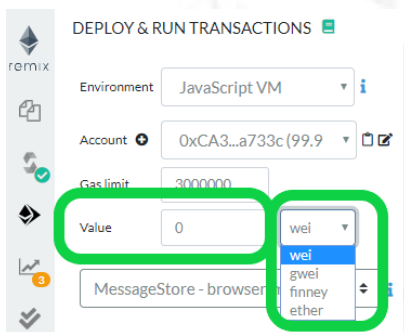 DEPLOY & RUN TRANSACTIONS
remix
Environment JavaScript VM
Account 0xCA3...a733c (99.9
Gas limit 3000000
Value 0 wei
wei
gwei
finney
ether
3
MessageStore - browser